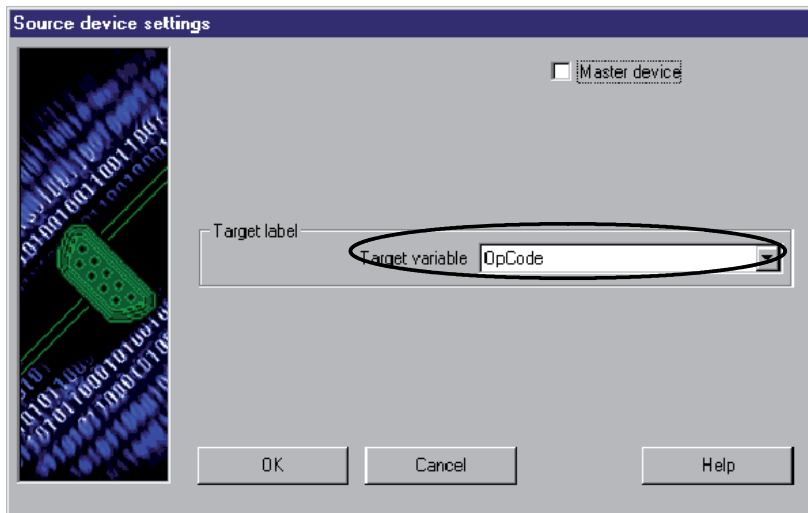 Source device settings
Master device
Target label
Target variable OpCode
OK Cancel Help